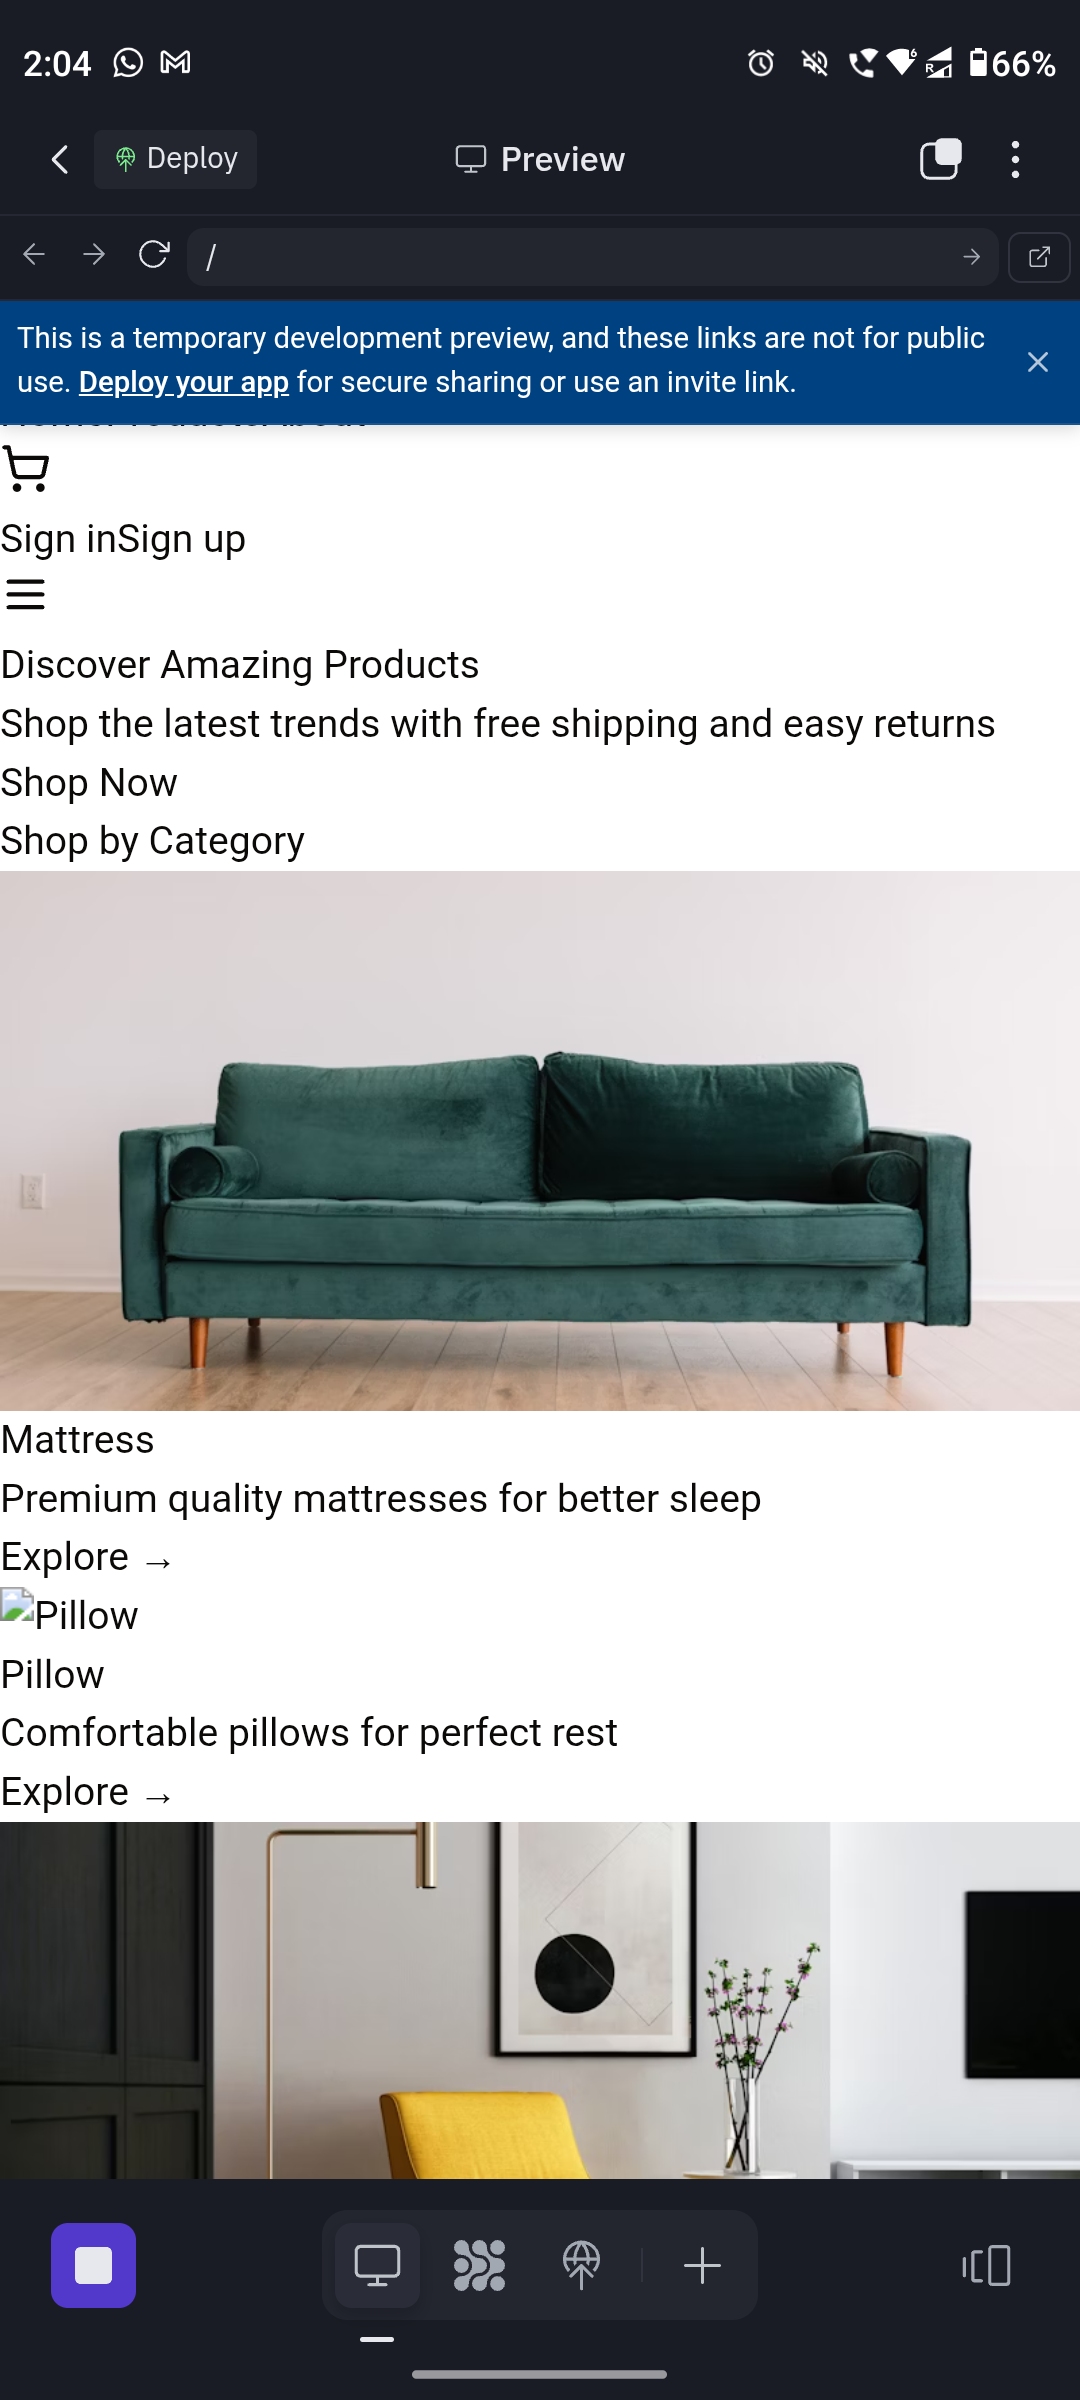 2:04
66%
Deploy
Preview
/
This is a temporary development preview, and these links are not for public
use. Deploy your app for secure sharing or use an invite link.
Sign inSign up
Discover Amazing Products
Shop the latest trends with free shipping and easy returns
Shop Now
Shop by Category
Mattress
Premium quality mattresses for better sleep
Explore →
Pillow
Pillow
Comfortable pillows for perfect rest
Explore →